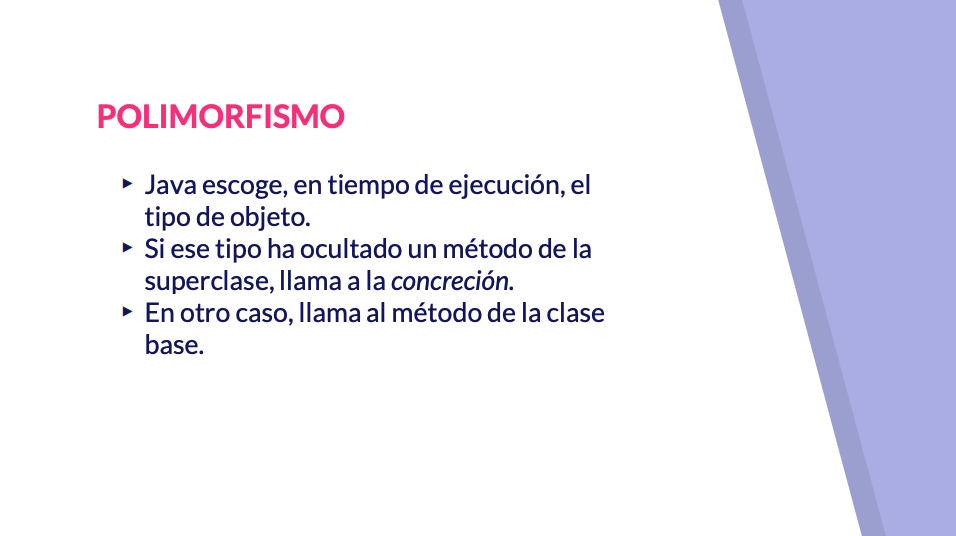 POLIMORFISMO
▸ Java escoge, en tiempo de ejecución, el
tipo de objeto.
▸ Si ese tipo ha ocultado un método de la
superclase, llama a la concreción.
▸ En otro caso, llama al método de la clase
base.